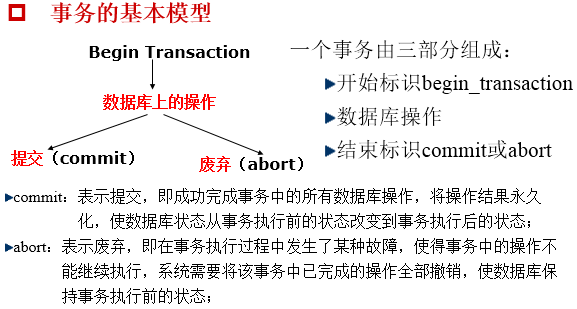 事务的基本模型
Begin Transaction
数据库上的操作
提交（commit）
废弃（abort）
一个事务由三部分组成：
开始标识begin_transaction
数据库操作
结束标识commit或abort
commit：表示提交，即成功完成事务中的所有数据库操作，将操作结果永久
化，使数据库状态从事务执行前的状态改变到事务执行后的状态；
abort：表示废弃，即在事务执行过程中发生了某种故障，使得事务中的操作不
能继续执行，系统需要将该事务中已完成的操作全部撤销，使数据库保
持事务执行前的状态；